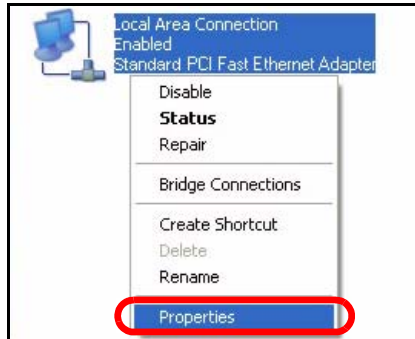 Local Area Connection
Enabled
Standard PCI Fast Ethernet Adapter
Disable
Status
Repair
Bridge Connections
Create Shortcut
Delete
Rename
Properties